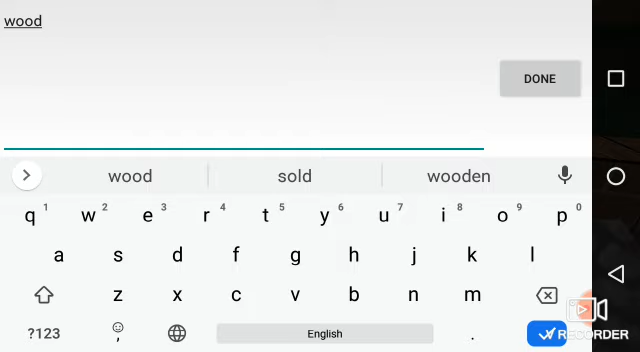 wood
DONE
wood sold wooden
q 1 w 2 e 3 r 4 t 5 y 6 u 7 i 8 o 9 p 0
a s d f g h j k l
z x c v b n m
?123 , English .
RECORDER